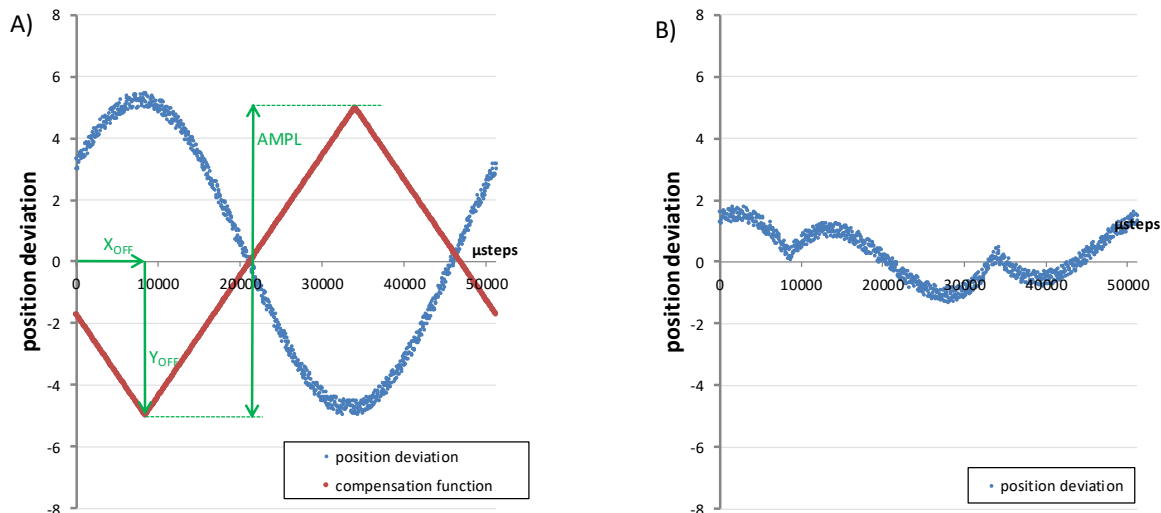 A)
position deviation
8
6
4
2
0
-2
-4
-6
-8
0
10000
20000
30000
40000
50000
µsteps
X_OFF
Y_OFF
AMPL
position deviation
compensation function
B)
position deviation
8
6
4
2
0
-2
-4
-6
-8
0
10000
20000
30000
40000
50000
µsteps
position deviation